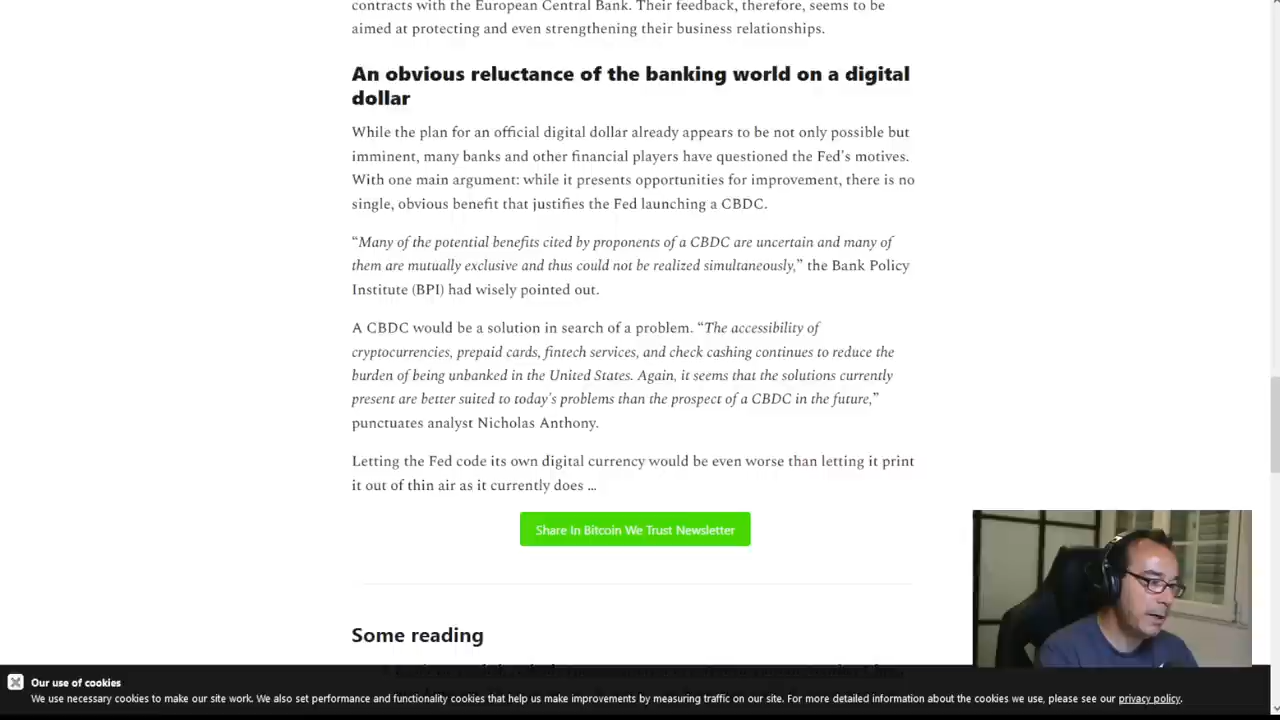 contracts with the European Central Bank. Their feedback, therefore, seems to be
aimed at protecting and even strengthening their business relationships.
An obvious reluctance of the banking world on a digital
dollar
While the plan for an official digital dollar already appears to be not only possible but
imminent, many banks and other financial players have questioned the Fed's motives.
With one main argument: while it presents opportunities for improvement, there is no
single, obvious benefit that justifies the Fed launching a CBDC.
“Many of the potential benefits cited by proponents of a CBDC are uncertain and many of
them are mutually exclusive and thus could not be realized simultaneously,” the Bank Policy
Institute (BPI) had wisely pointed out.
A CBDC would be a solution in search of a problem. “The accessibility of
cryptocurrencies, prepaid cards, fintech services, and check cashing continues to reduce the
burden of being unbanked in the United States. Again, it seems that the solutions currently
present are better suited to today's problems than the prospect of a CBDC in the future,”
punctuates analyst Nicholas Anthony.
Letting the Fed code its own digital currency would be even worse than letting it print
it out of thin air as it currently does …
Share In Bitcoin We Trust Newsletter
Some reading
Our use of cookies
We use necessary cookies to make our site work. We also set performance and functionality cookies that help us make improvements by measuring traffic on our site. For more detailed information about the cookies we use, please see our privacy policy.